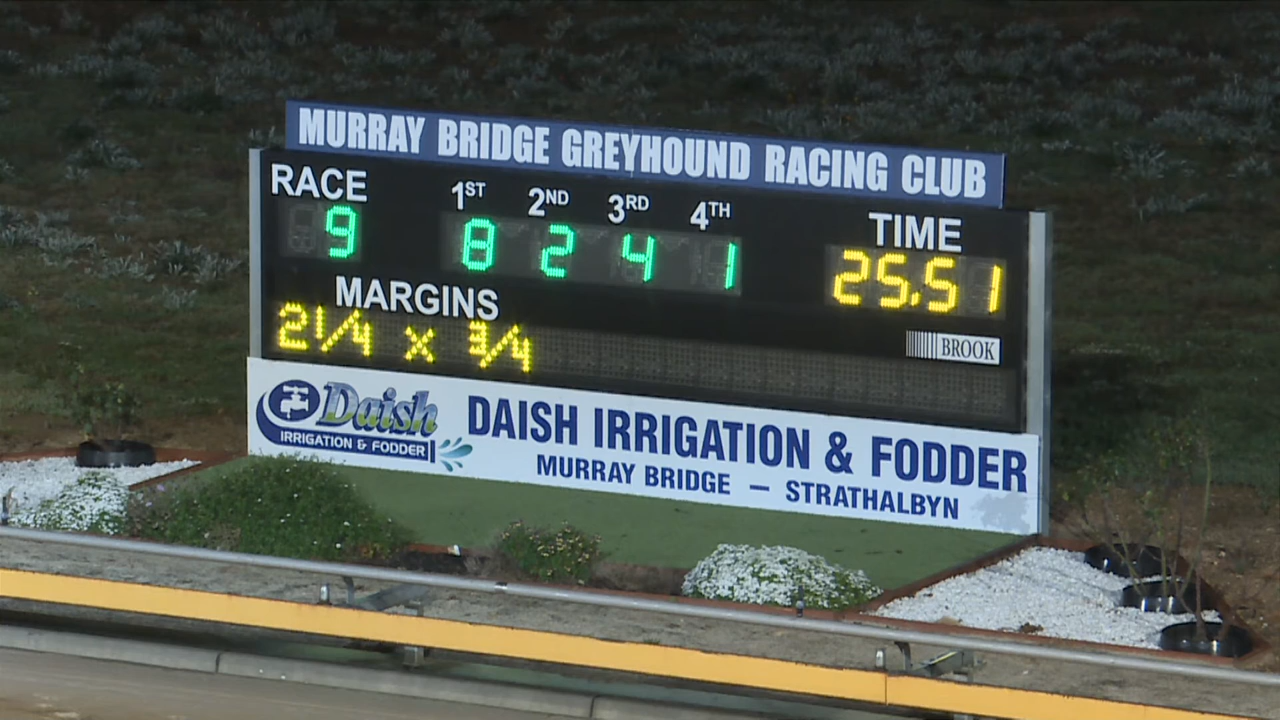 MURRAY BRIDGE GREYHOUND RACING CLUB
RACE 1ST 2ND 3RD 4TH TIME
9 8 2 4 1 25.51
MARGINS
2 1/4 x 3/4
BROOK
Daish
IRRIGATION & FODDER
DAISH IRRIGATION & FODDER
MURRAY BRIDGE – STRATHALBYN